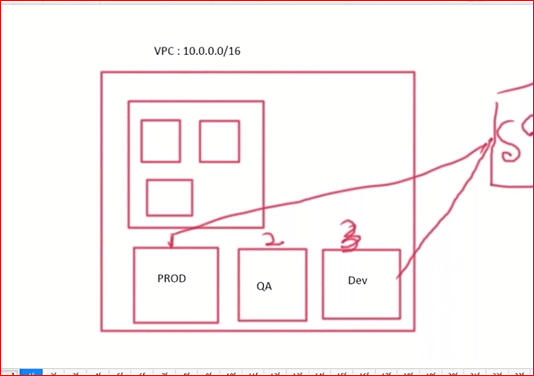 VPC : 10.0.0.0/16
2
3
PROD
QA
Dev